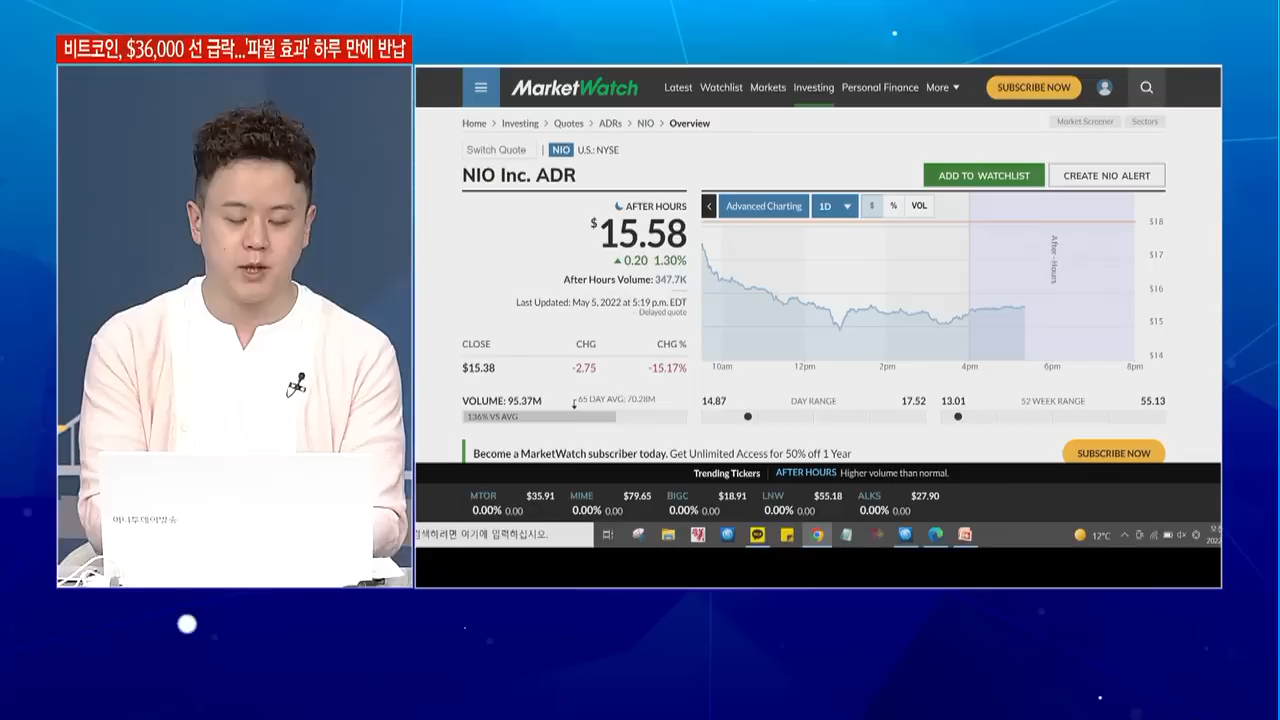 비트코인, $36,000 선 급락...'파월 효과' 하루 만에 반납
MarketWatch
Latest Watchlist Markets Investing Personal Finance More
SUBSCRIBE NOW
Home > Investing > Quotes > ADRs > NIO > Overview
Market Screener Sectors
Switch Quote | NIO U.S.: NYSE
NIO Inc. ADR
ADD TO WATCHLIST
CREATE NIO ALERT
AFTER HOURS
$15.58
0.20 1.30%
After Hours Volume: 347.7K
Last Updated: May 5, 2022 at 5:19 p.m. EDT
Delayed quote
CLOSE CHG CHG %
$15.38 -2.75 -15.17%
VOLUME: 95.37M
65 DAY AVG: 70.28M
136% VS AVG
Advanced Charting 1D $ % VOL
$18
$17
$16
$15
$14
After-Hours
10am 12pm 2pm 4pm 6pm 8pm
14.87 DAY RANGE 17.52
13.01 52 WEEK RANGE 55.13
Become a MarketWatch subscriber today. Get Unlimited Access for 50% off 1 Year
SUBSCRIBE NOW
Trending Tickers | AFTER HOURS Higher volume than normal.
MTOR $35.91 MIME $79.65 BIGC $18.91 LNW $55.18 ALKS $27.90
0.00% 0.00 0.00% 0.00 0.00% 0.00 0.00% 0.00 0.00% 0.00
검색하려면 여기에 입력하십시오.
12°C
머니투데이방송